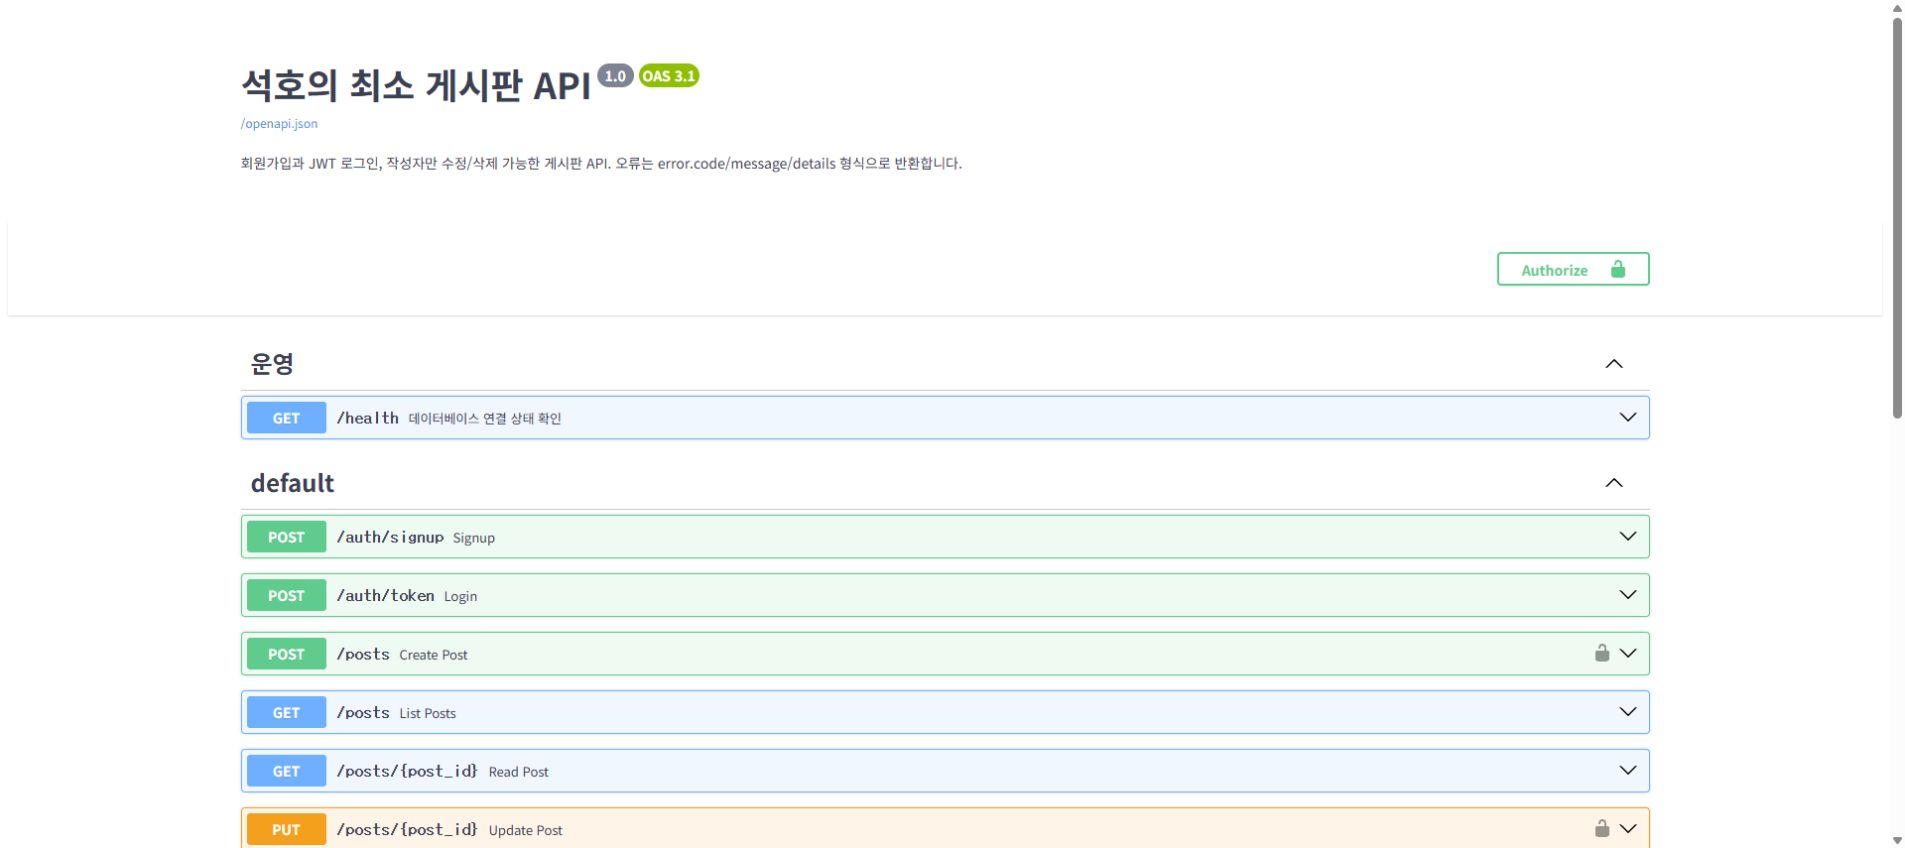 석호의 최소 게시판 API 1.0 OAS 3.1
/openapi.json
회원가입과 JWT 로그인, 작성자만 수정/삭제 가능한 게시판 API. 오류는 error.code/message/details 형식으로 반환합니다.
Authorize
운영
GET /health 데이터베이스 연결 상태 확인
default
POST /auth/signup Signup
POST /auth/token Login
POST /posts Create Post
GET /posts List Posts
GET /posts/{post_id} Read Post
PUT /posts/{post_id} Update Post